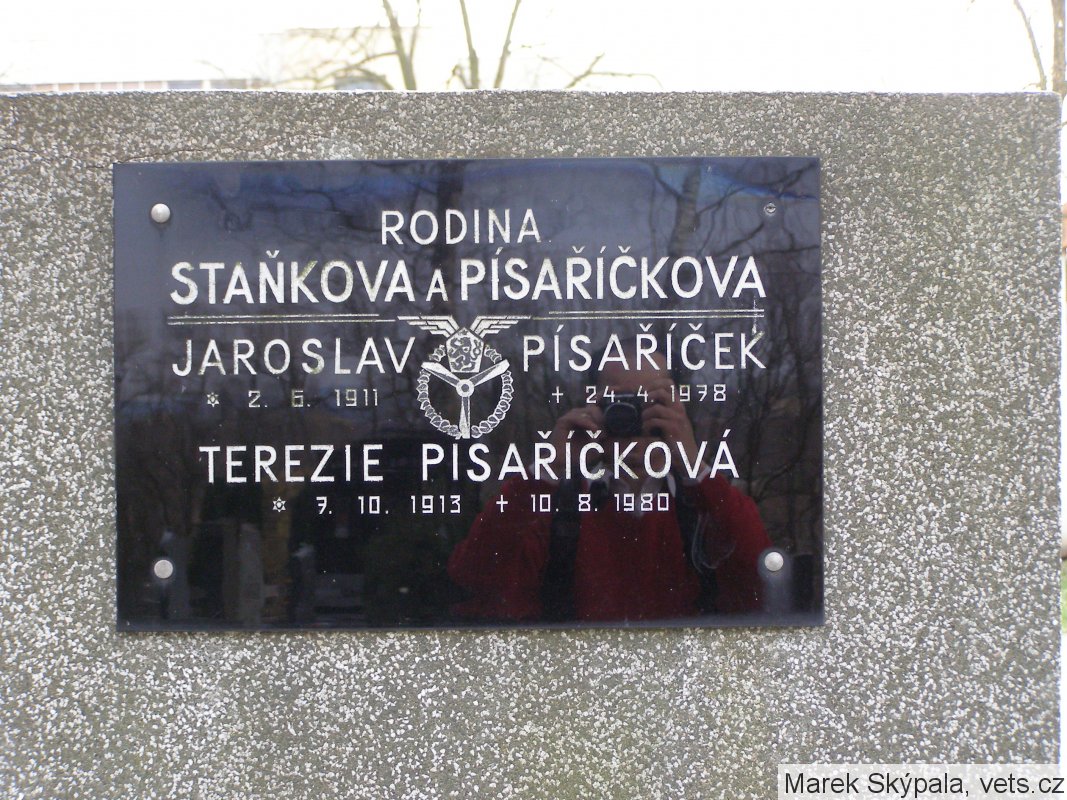 RODINA
STAŇKOVA A PÍSAŘÍČKOVA
JAROSLAV PÍSAŘÍČEK
✡ 2. 6. 1911 + 24. 4. 1978
TEREZIE PÍSAŘÍČKOVÁ
✡ 7. 10. 1913 + 10. 8. 1980
Marek Skýpala, vets.cz